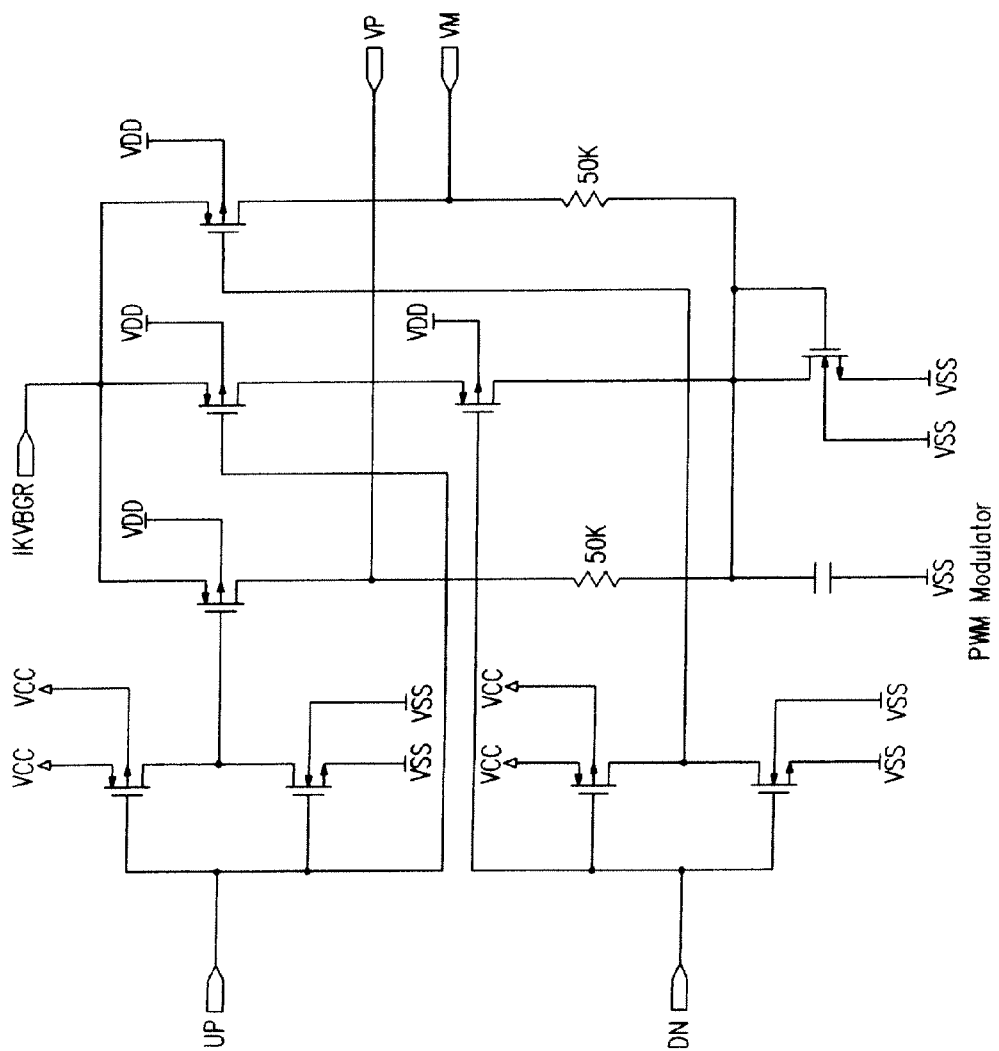 IKVBGR
VP
VM
VDD
VDD
VDD
VDD
VCC
VCC
VSS
VSS
UP
50K
50K
VCC
VCC
VSS
VSS
DN
VSS
VSS
VSS
PWM Modulator